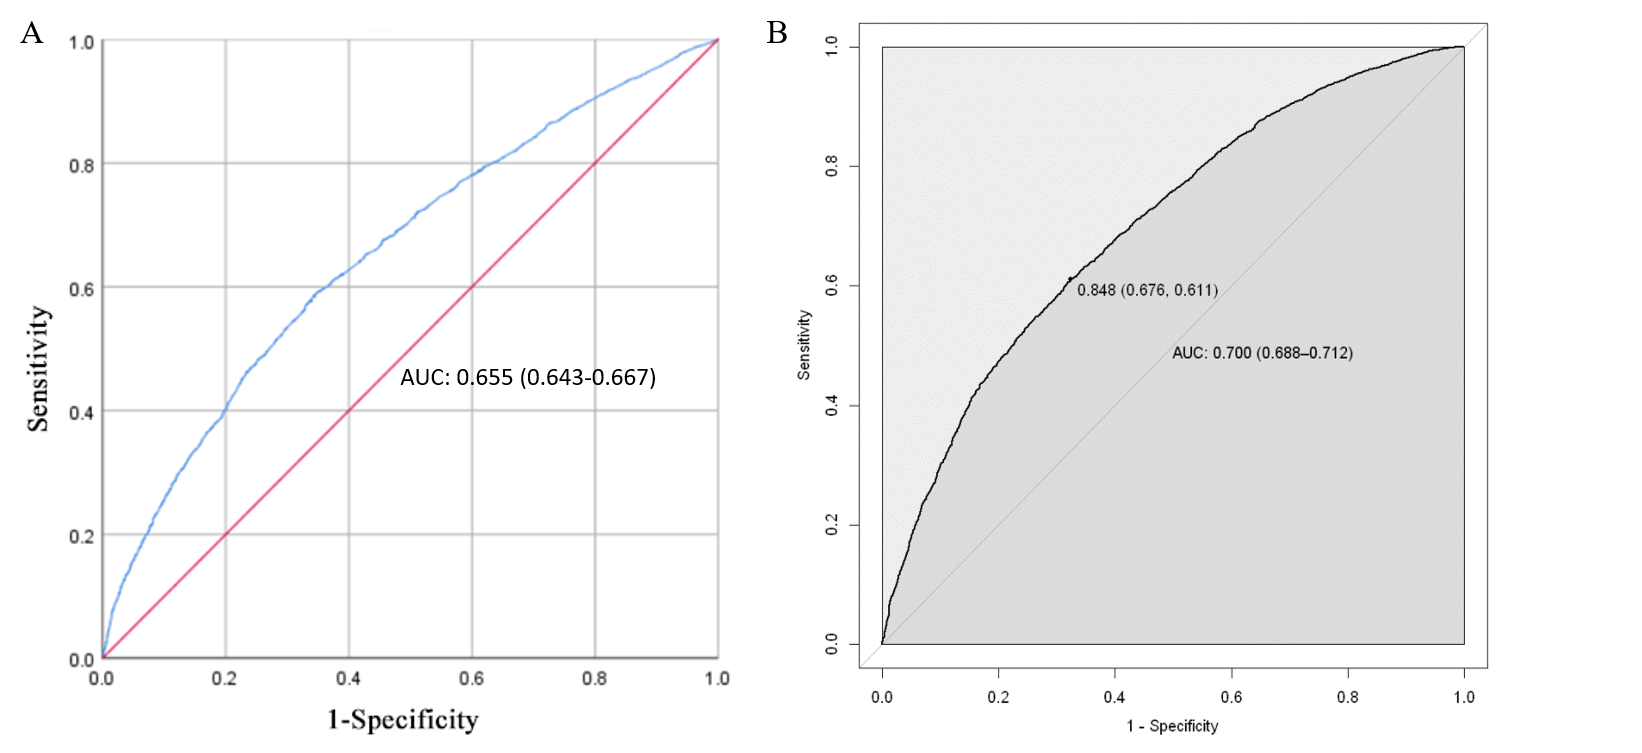 A
1.0
0.8
0.6
0.4
0.2
0.0
Sensitivity
AUC: 0.655 (0.643-0.667)
0.0 0.2 0.4 0.6 0.8 1.0
1-Specificity
B
1.0
0.8
0.6
0.4
0.2
0.0
Sensitivity
0.848 (0.676, 0.611)
AUC: 0.700 (0.688–0.712)
0.0 0.2 0.4 0.6 0.8 1.0
1 - Specificity